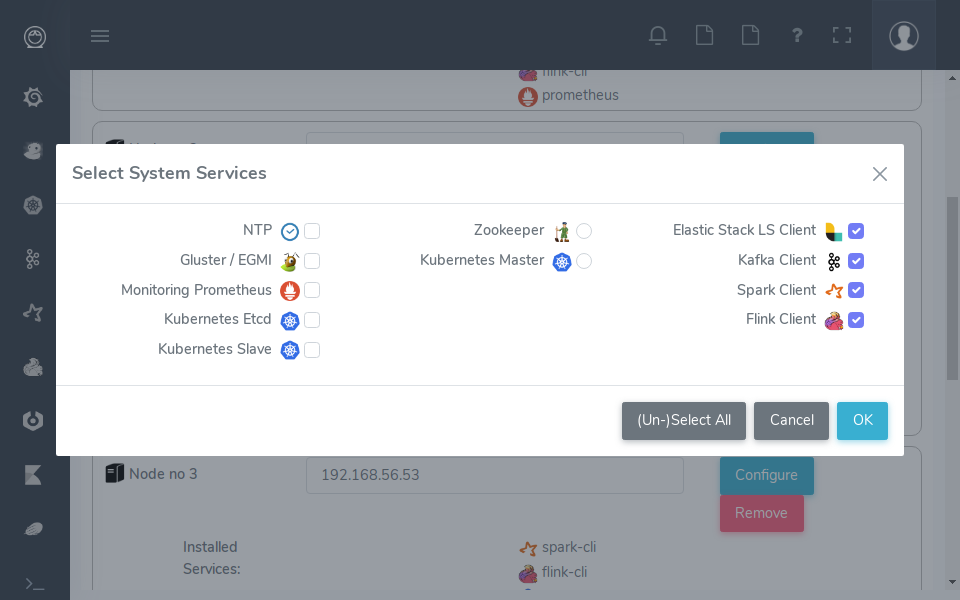 ?
flink-cli
prometheus
Select System Services
NTP
Gluster / EGMI
Monitoring Prometheus
Kubernetes Etcd
Kubernetes Slave
Zookeeper
Kubernetes Master
Elastic Stack LS Client
Kafka Client
Spark Client
Flink Client
(Un-)Select All
Cancel
OK
Node no 3
192.168.56.53
Configure
Remove
Installed
Services:
spark-cli
flink-cli